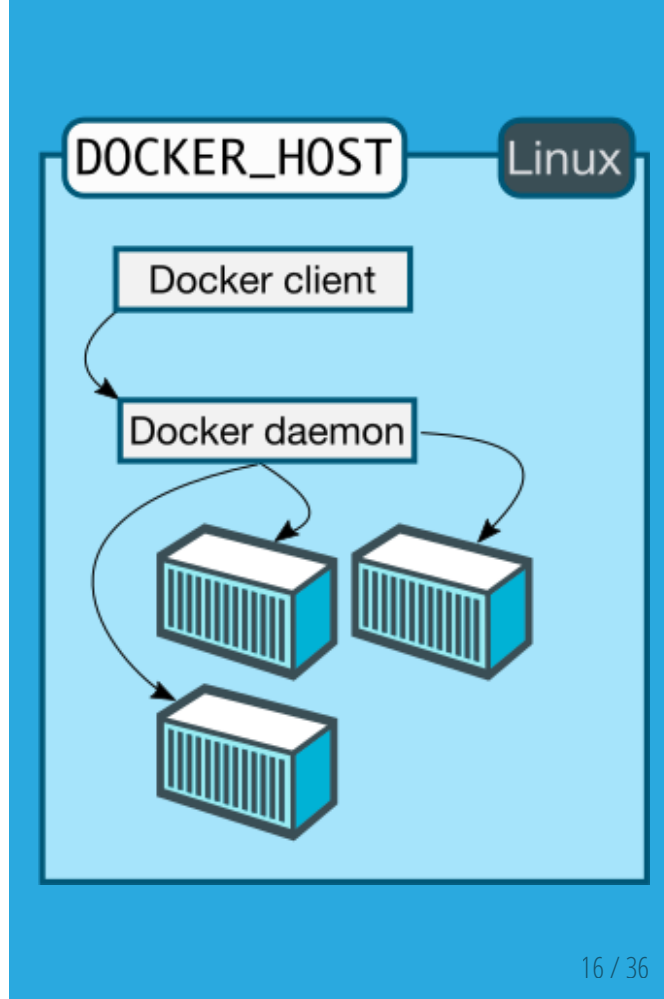 DOCKER_HOST
Linux
Docker client
Docker daemon
16 / 36